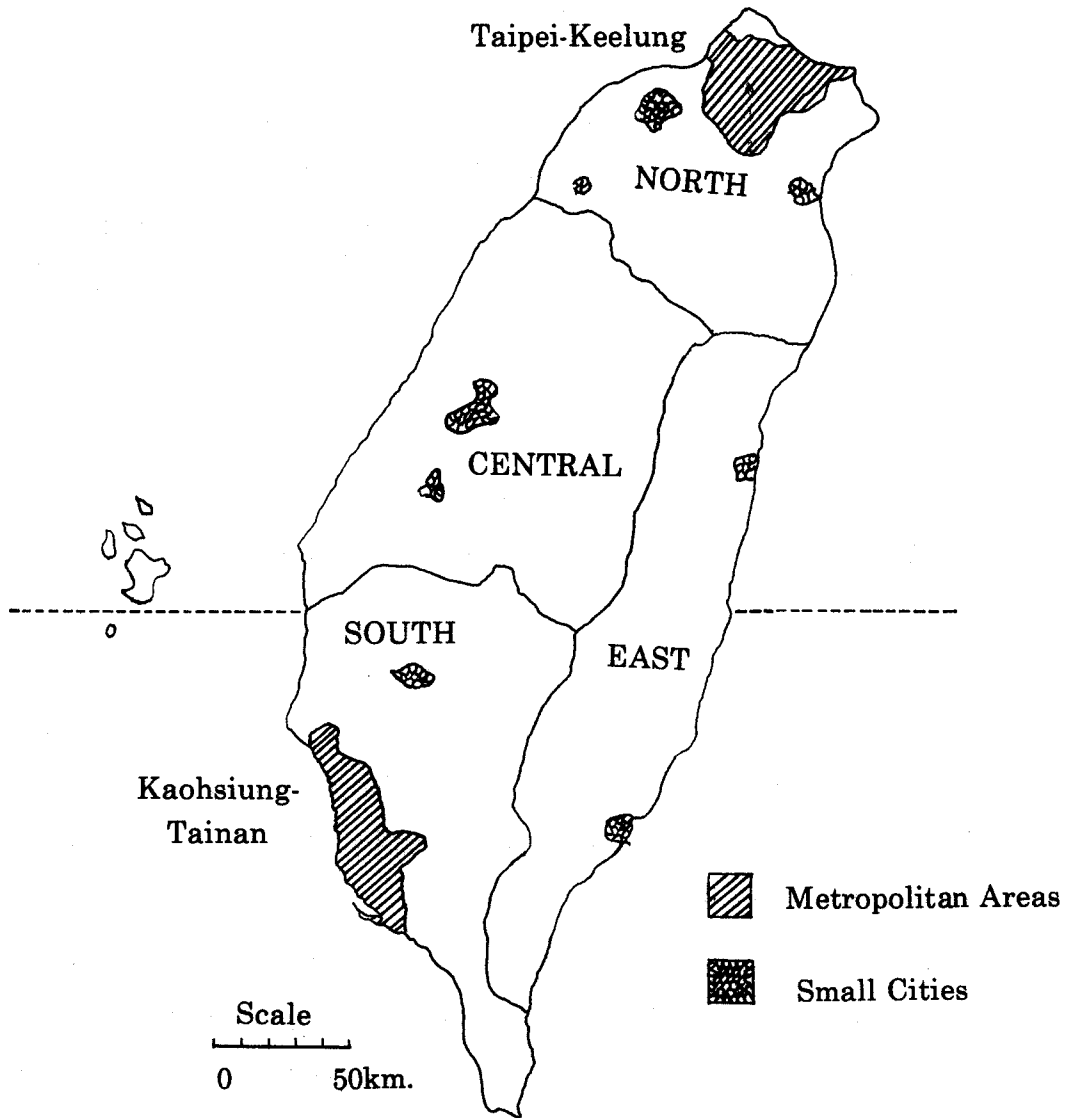 Taipei-Keelung
NORTH
CENTRAL
SOUTH
EAST
Kaohsiung-
Tainan
Metropolitan Areas
Small Cities
Scale
0 50km.